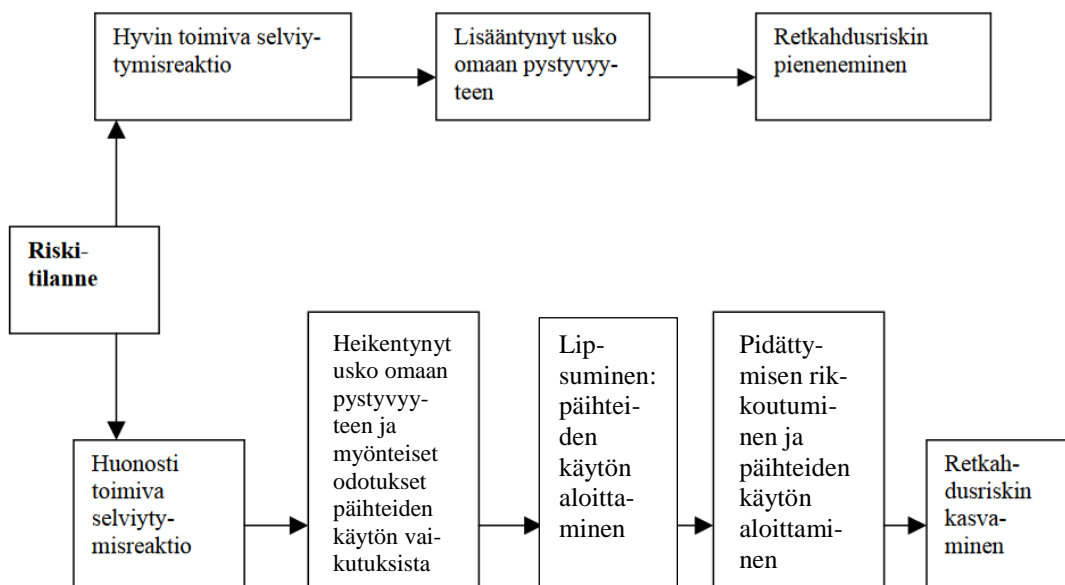 Hyvin toimiva selviy-
tymisreaktio
Lisääntynyt usko
omaan pystyvyy-
teen
Retkahdusriskin
pieneneminen
Riski-
tilanne
Huonosti
toimiva
selviyty-
misreaktio
Heikentynyt
usko omaan
pystyvyy-
teen ja
myönteiset
odotukset
päihteiden
käytön vai-
kutuksista
Lip-
suminen:
päihtei-
den
käytön
aloitta-
minen
Pidätty-
misen rik-
koutumi-
nen ja
päihteiden
käytön
aloittami-
nen
Retkah-
dusriskin
kasva-
minen